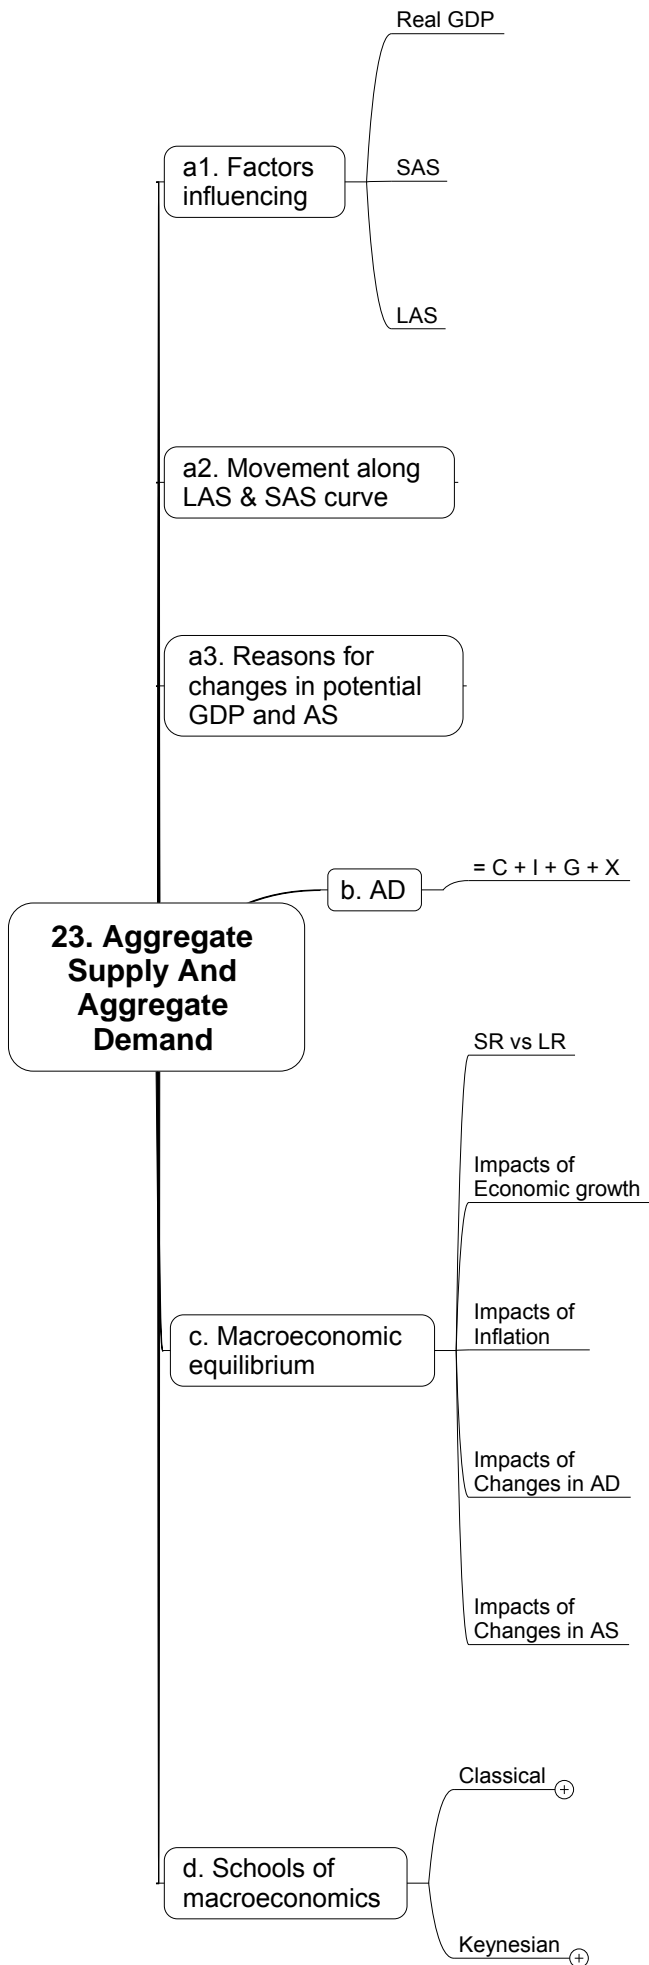 Real GDP
a1. Factors
influencing
SAS
LAS
a2. Movement along
LAS & SAS curve
a3. Reasons for
changes in potential
GDP and AS
b. AD
= C + I + G + X
23. Aggregate
Supply And
Aggregate
Demand
SR vs LR
Impacts of
Economic growth
c. Macroeconomic
equilibrium
Impacts of
Inflation
Impacts of
Changes in AD
Impacts of
Changes in AS
d. Schools of
macroeconomics
Classical
Keynesian